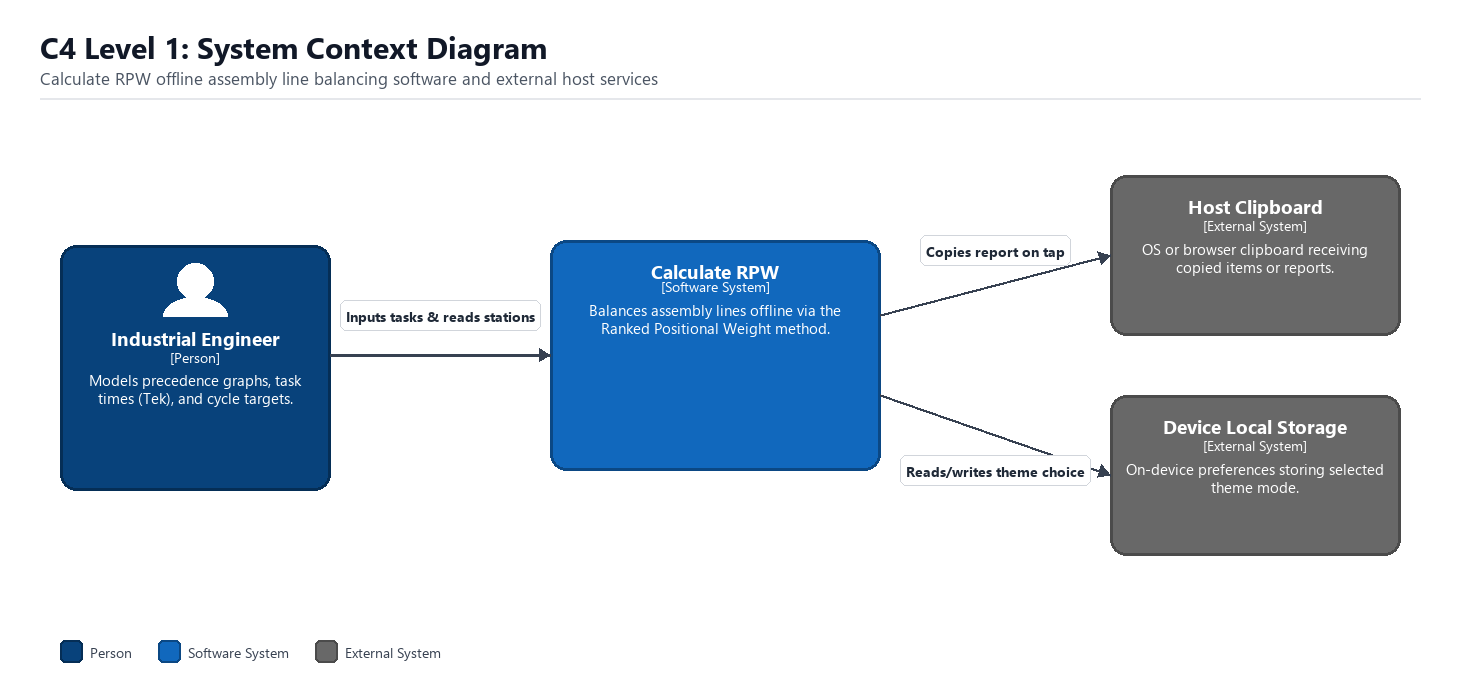 C4 Level 1: System Context Diagram
Calculate RPW offline assembly line balancing software and external host services
Industrial Engineer
[Person]
Models precedence graphs, task
times (Tek), and cycle targets.
Inputs tasks & reads stations
Calculate RPW
[Software System]
Balances assembly lines offline via the
Ranked Positional Weight method.
Copies report on tap
Reads/writes theme choice
Host Clipboard
[External System]
OS or browser clipboard receiving
copied items or reports.
Device Local Storage
[External System]
On-device preferences storing selected
theme mode.
Person
Software System
External System